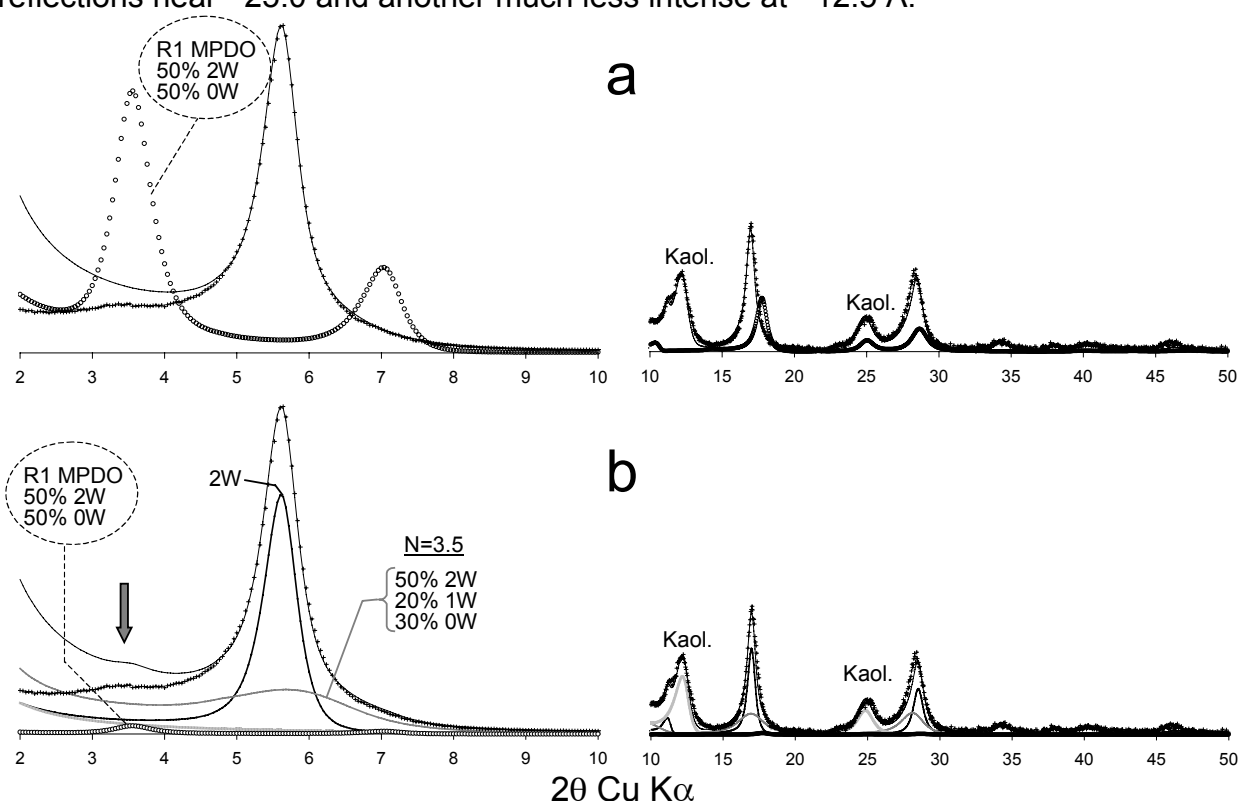 reflections near ~25.0 and another much less intense at ~12.5 Å.
R1 MPDO
50% 2W
50% 0W
a
Kaol.
Kaol.
2 3 4 5 6 7 8 9 10
10 15 20 25 30 35 40 45 50
R1 MPDO
50% 2W
50% 0W
2W
N=3.5
50% 2W
20% 1W
30% 0W
b
Kaol.
Kaol.
2 3 4 5 6 7 8 9 10
10 15 20 25 30 35 40 45 50
2θ Cu Kα